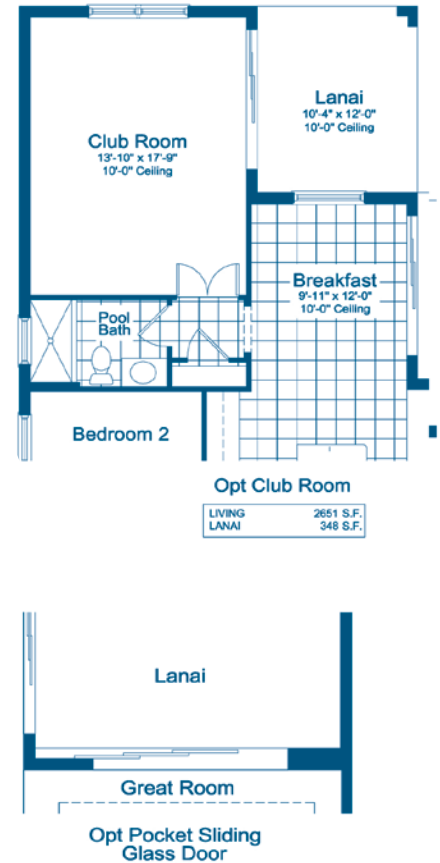 Lanai
10'-4" x 12'-0"
10'-0" Ceiling
Club Room
13'-10" x 17'-9"
10'-0" Ceiling
Breakfast
9'-11" x 12'-0"
10'-0" Ceiling
Pool
Bath
Bedroom 2
Opt Club Room
LIVING 2651 S.F.
LANAI 348 S.F.
Lanai
Great Room
Opt Pocket Sliding
Glass Door